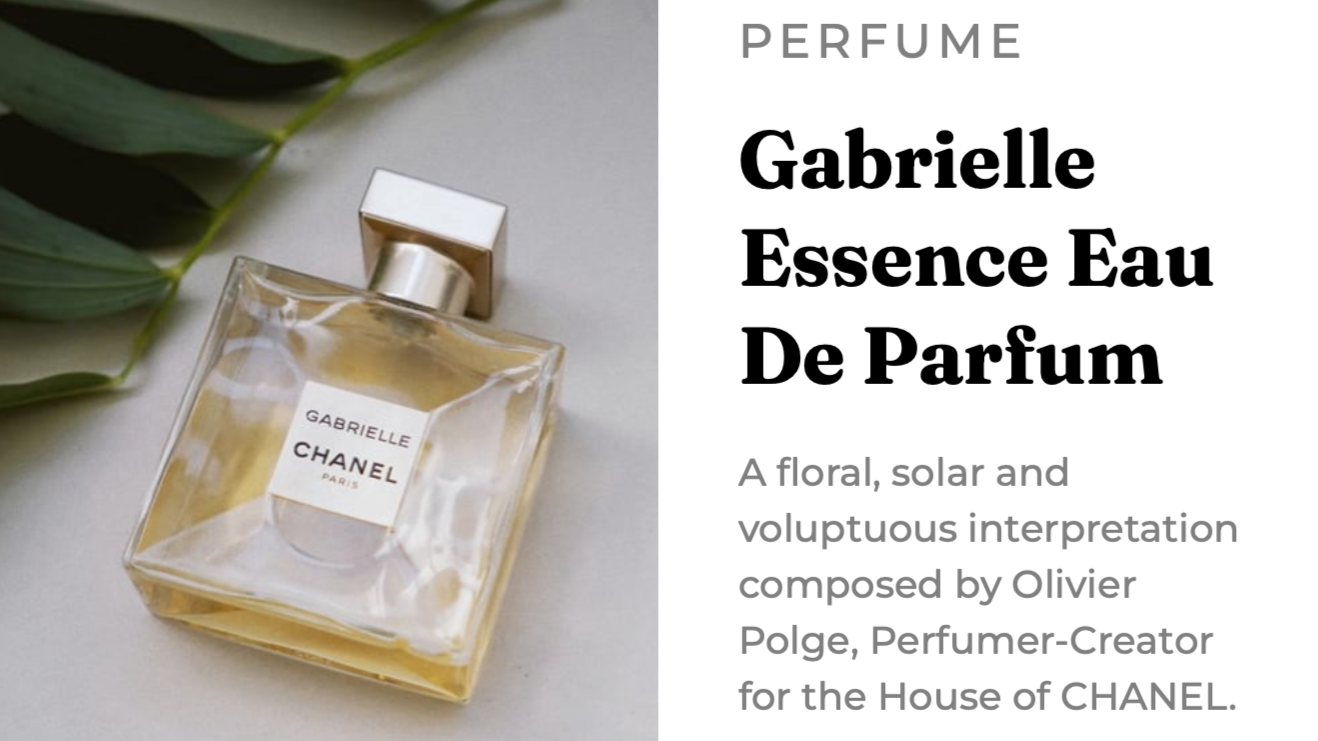 GABRIELLE
CHANEL
PARIS
PERFUME
Gabrielle
Essence Eau
De Parfum
A floral, solar and
voluptuous interpretation
composed by Olivier
Polge, Perfumer-Creator
for the House of CHANEL.